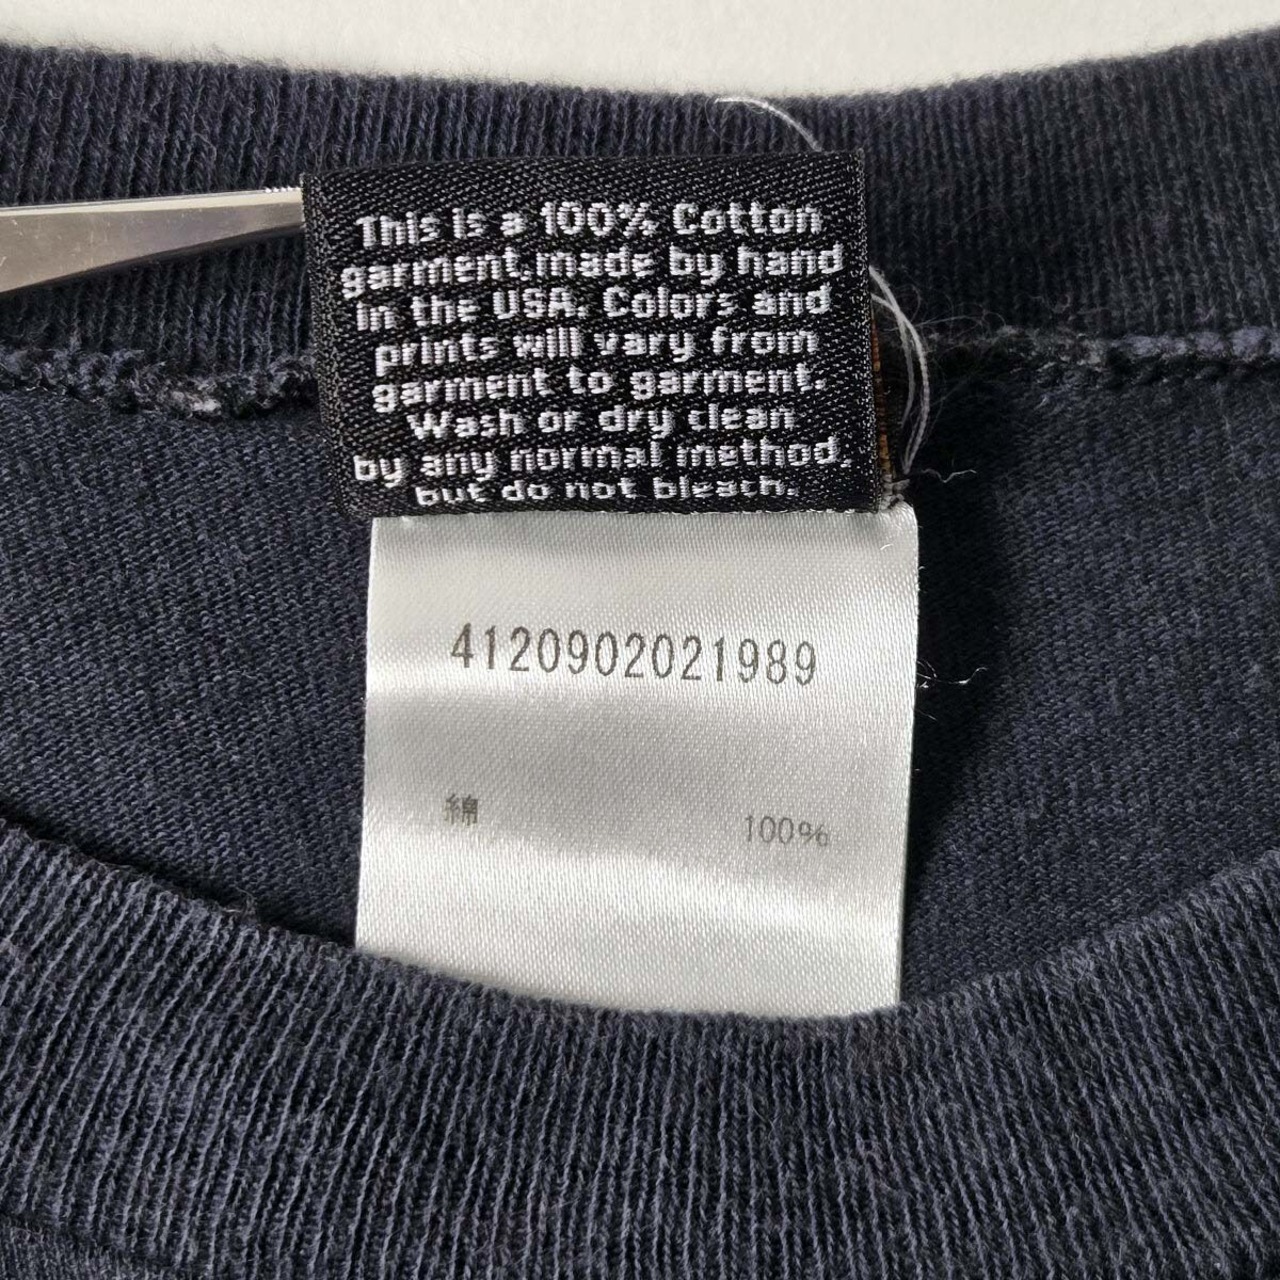 This is a 100% Cotton
garment,made by hand
in the USA. Colors and
prints will vary from
garment to garment.
Wash or dry clean
by any normal method,
but do not bleach.
4120902021989
綿 100%